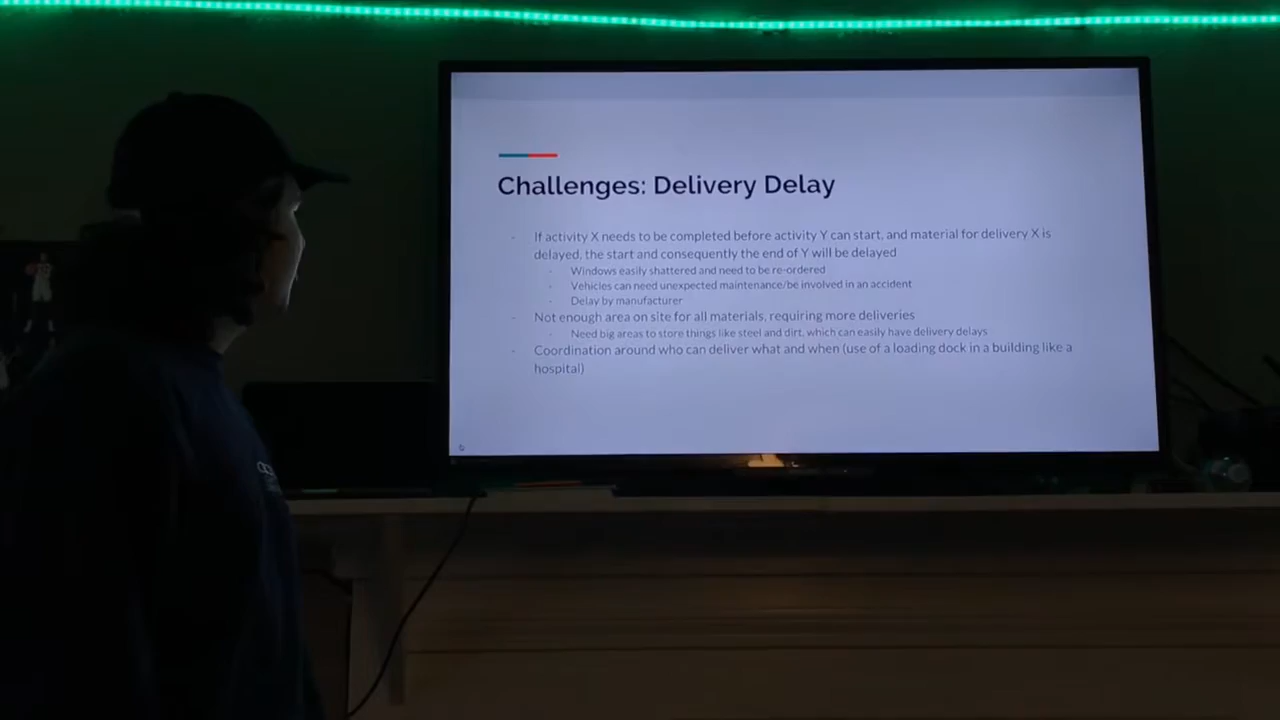 Challenges: Delivery Delay
- If activity X needs to be completed before activity Y can start, and material for delivery X is
delayed, the start and consequently the end of Y will be delayed
- Windows easily shattered and need to be re-ordered
- Vehicles can need unexpected maintenance/be involved in an accident
- Delay by manufacturer
- Not enough area on site for all materials, requiring more deliveries
- Need big areas to store things like steel and dirt, which can easily have delivery delays
- Coordination around who can deliver what and when (use of a loading dock in a building like a
hospital)